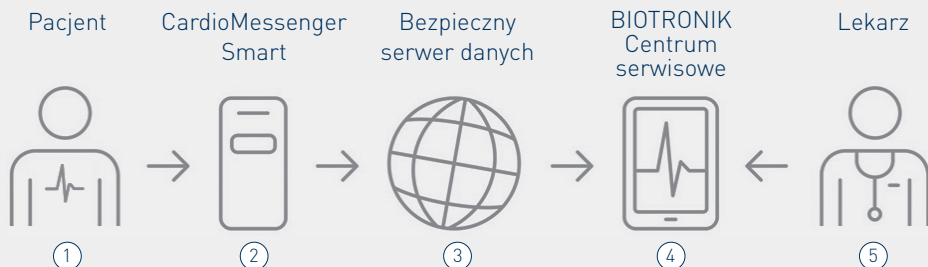 Pacjent
CardioMessenger
Smart
Bezpieczny
serwer danych
BIOTRONIK
Centrum
serwisowe
Lekarz
1
2
3
4
5